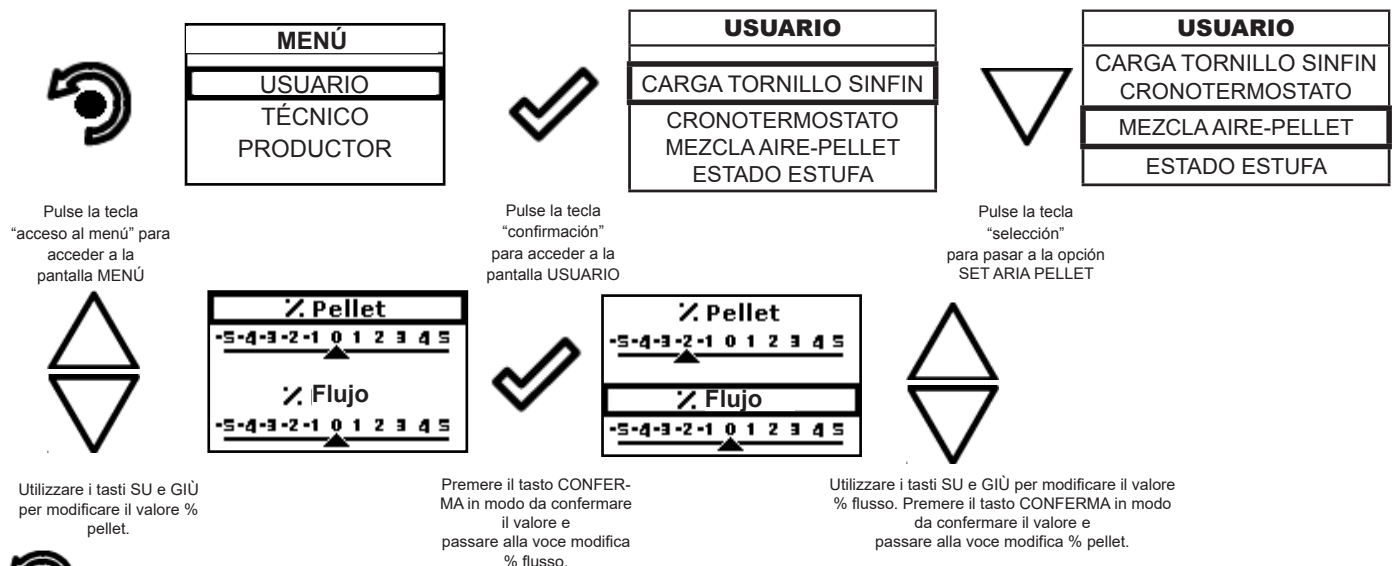 MENÚ
USUARIO
TÉCNICO
PRODUCTOR
USUARIO
CARGA TORNILLO SINFIN
CRONOTERMOSTATO
MEZCLA AIRE-PELLET
ESTADO ESTUFA
USUARIO
CARGA TORNILLO SINFIN
CRONOTERMOSTATO
MEZCLA AIRE-PELLET
ESTADO ESTUFA
Pulse la tecla
“acceso al menú” para
acceder a la
pantalla MENÚ
Pulse la tecla
“confirmación”
para acceder a la
pantalla USUARIO
Pulse la tecla
“selección”
para pasar a la opción
SET ARIA PELLET
% Pellet
-5-4-3-2-1 0 1 2 3 4 5
% Flujo
-5-4-3-2-1 0 1 2 3 4 5
% Pellet
-5-4-3-2-1 0 1 2 3 4 5
% Flujo
-5-4-3-2-1 0 1 2 3 4 5
Utilizzare i tasti SU e GIÙ
per modificare il valore %
pellet.
Premere il tasto CONFER-
MA in modo da confermare
il valore e
passare alla voce modifica
% flusso.
Utilizzare i tasti SU e GIÙ per modificare il valore
% flusso. Premere il tasto CONFERMA in modo
da confermare il valore e
passare alla voce modifica % pellet.